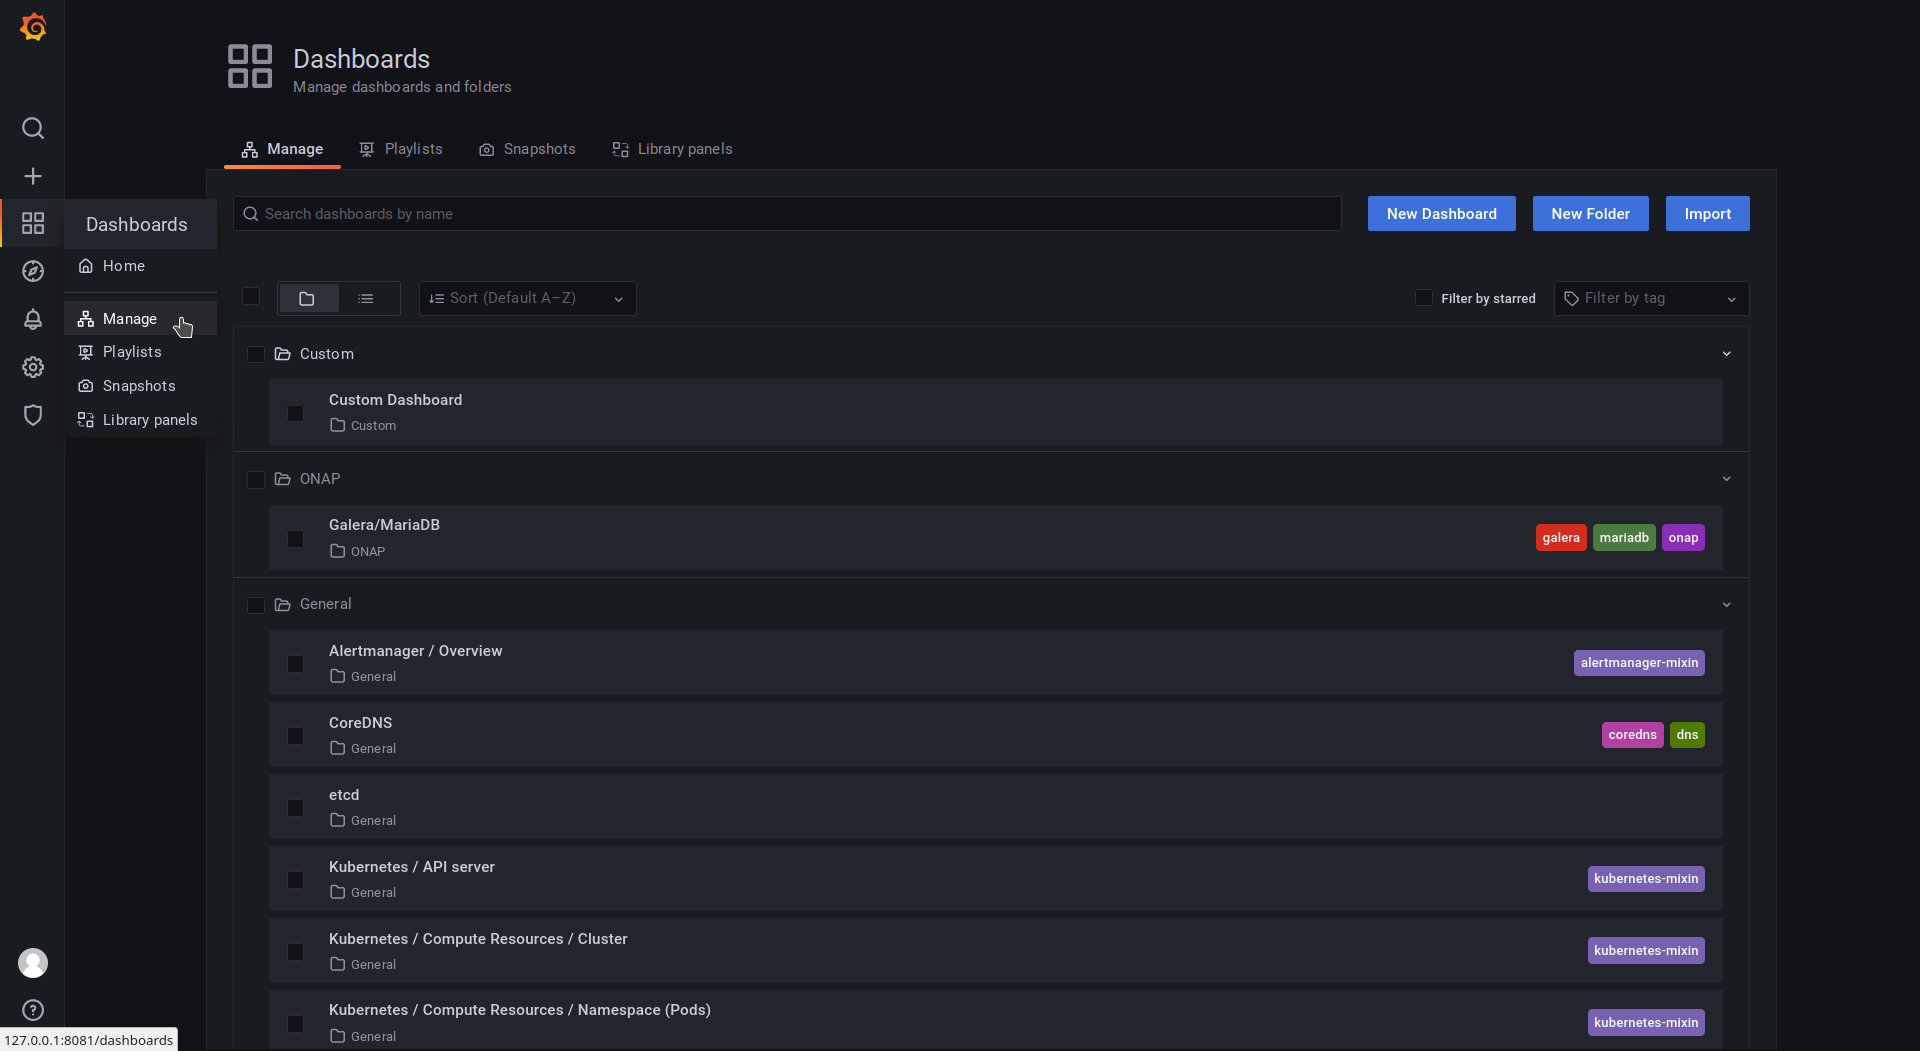 Dashboards
Manage dashboards and folders
Manage
Playlists
Snapshots
Library panels
Dashboards
Home
Manage
Playlists
Snapshots
Library panels
Search dashboards by name
New Dashboard
New Folder
Import
Sort (Default A–Z)
Filter by starred
Filter by tag
Custom
Custom Dashboard
Custom
ONAP
Galera/MariaDB
ONAP
galera
mariadb
onap
General
Alertmanager / Overview
General
alertmanager-mixin
CoreDNS
General
coredns
dns
etcd
General
Kubernetes / API server
General
kubernetes-mixin
Kubernetes / Compute Resources / Cluster
General
kubernetes-mixin
Kubernetes / Compute Resources / Namespace (Pods)
General
kubernetes-mixin
127.0.0.1:8081/dashboards